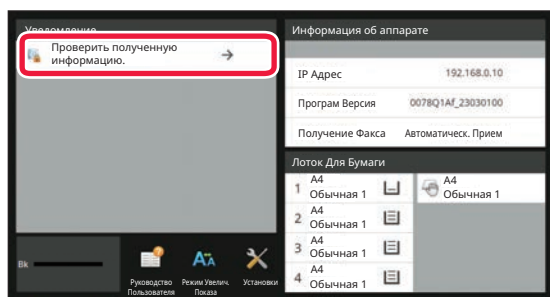 Уведомление
Проверить полученную
информацию.
Информация об аппарате
IP Адрес 192.168.0.10
Програм Версия 0078Q1Af_23030100
Получение Факса Автоматическ. Прием
Лоток Для Бумаги
1 A4
Обычная 1
A4
Обычная 1
2 A4
Обычная 1
3 A4
Обычная 1
4 A4
Обычная 1
Bk
Руководство
Пользователя
Режим Увелич.
Показа
Установки